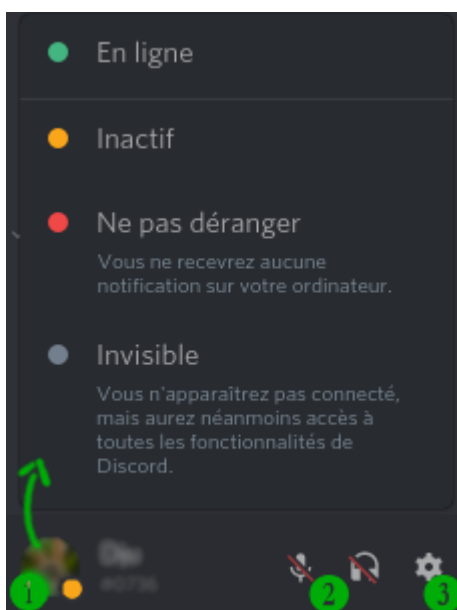 En ligne
Inactif
Ne pas déranger
Vous ne recevrez aucune
notification sur votre ordinateur.
Invisible
Vous n'apparaîtrez pas connecté,
mais aurez néanmoins accès à
toutes les fonctionnalités de
Discord.
#0736
1 2 3